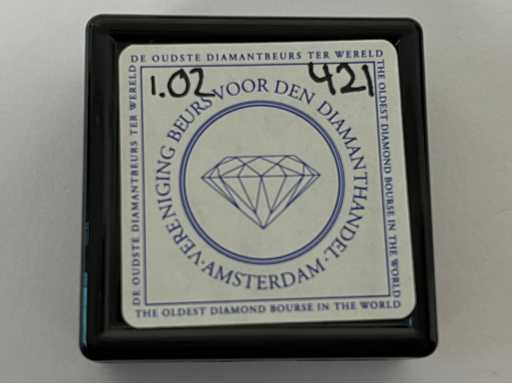 DE OUDSTE DIAMANTBEURS TER WERELD
1.02 421
VERENIGING BEURS VOOR DEN DIAMANTHANDEL
· AMSTERDAM ·
DE OUDSTE DIAMANTBEURS TER WERELD
THE OLDEST DIAMOND BOURSE IN THE WORLD
THE OLDEST DIAMOND BOURSE IN THE WORLD